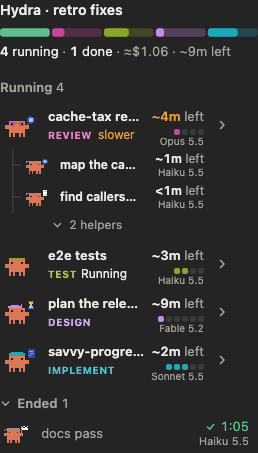 Hydra · retro fixes
4 running · 1 done · ≈$1.06 · ~9m left
Running 4
cache-tax re... ~4m left
REVIEW slower Opus 5.5
map the ca... ~1m left
Haiku 5.5
find callers... <1m left
Haiku 5.5
2 helpers
e2e tests ~3m left
TEST Running Haiku 5.5
plan the rele... ~9m left
DESIGN Fable 5.2
savvy-progre... ~2m left
IMPLEMENT Sonnet 5.5
Ended 1
docs pass ✓ 1:05
Haiku 5.5